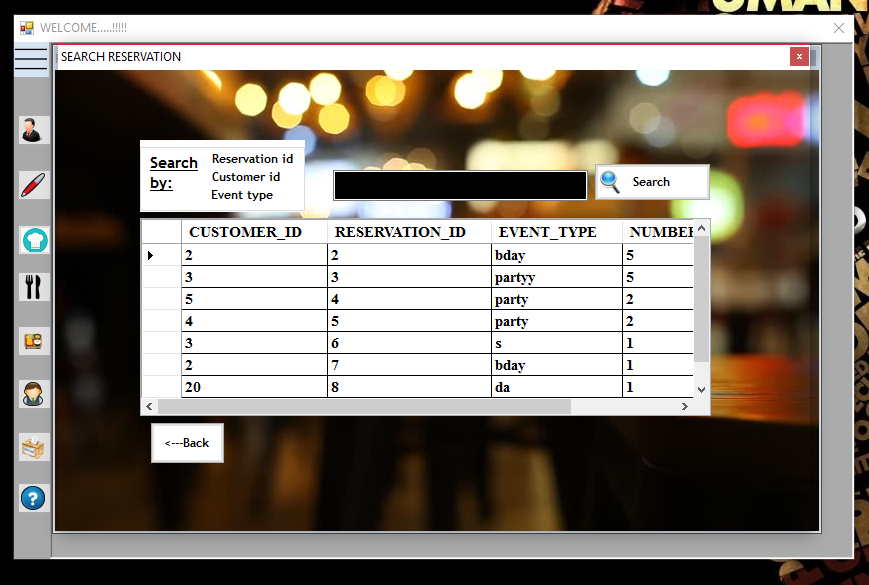 WELCOME.....!!!!!
SEARCH RESERVATION
x
Search by:
Reservation id
Customer id
Event type
Search
CUSTOMER_ID RESERVATION_ID EVENT_TYPE NUMBER
2 2 bday 5
3 3 partyy 5
5 4 party 2
4 5 party 2
3 6 s 1
2 7 bday 1
20 8 da 1
<---Back
?